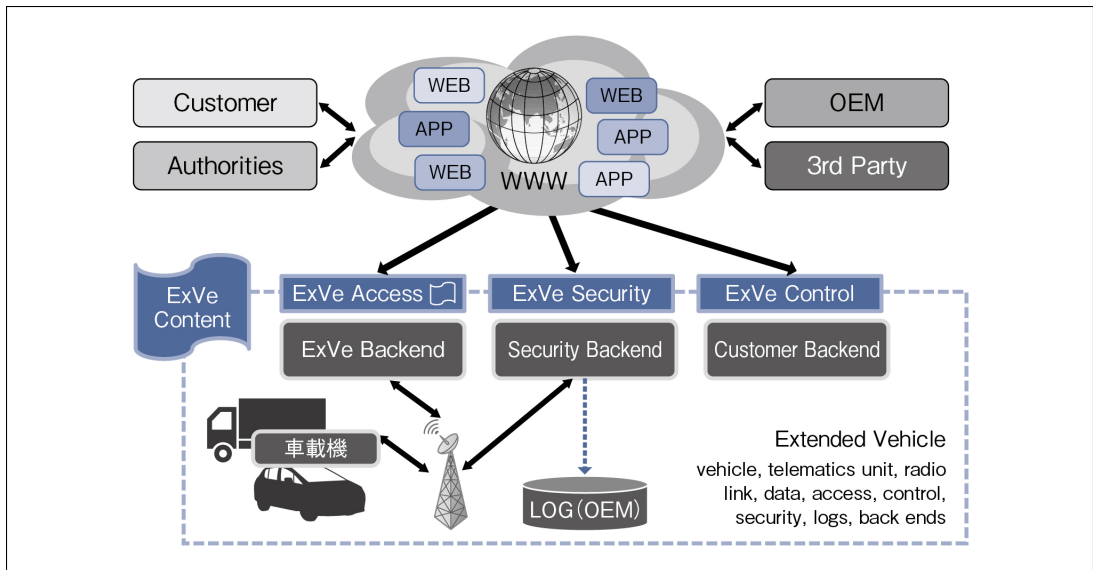 Customer
Authorities
WEB
APP
WEB
WWW
WEB
APP
APP
OEM
3rd Party
ExVe
Content
ExVe Access
ExVe Security
ExVe Control
ExVe Backend
Security Backend
Customer Backend
車載機
LOG(OEM)
Extended Vehicle
vehicle, telematics unit, radio
link, data, access, control,
security, logs, back ends